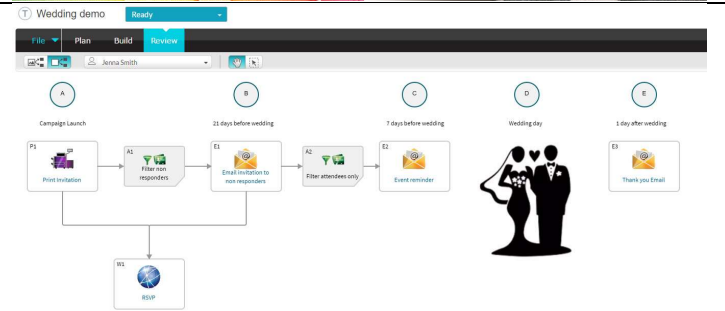 T Wedding demo Ready
File Plan Build Review
Jenna Smith
A B C D E
Campaign Launch 21 days before wedding 7 days before wedding Wedding day 1 day after wedding
P1 A1 E1 A2 E2 E3
Print Invitation
Filter non
responders
Email invitation to
non responders
Filter attendees only
Event reminder
Thank you Email
W1
RSVP